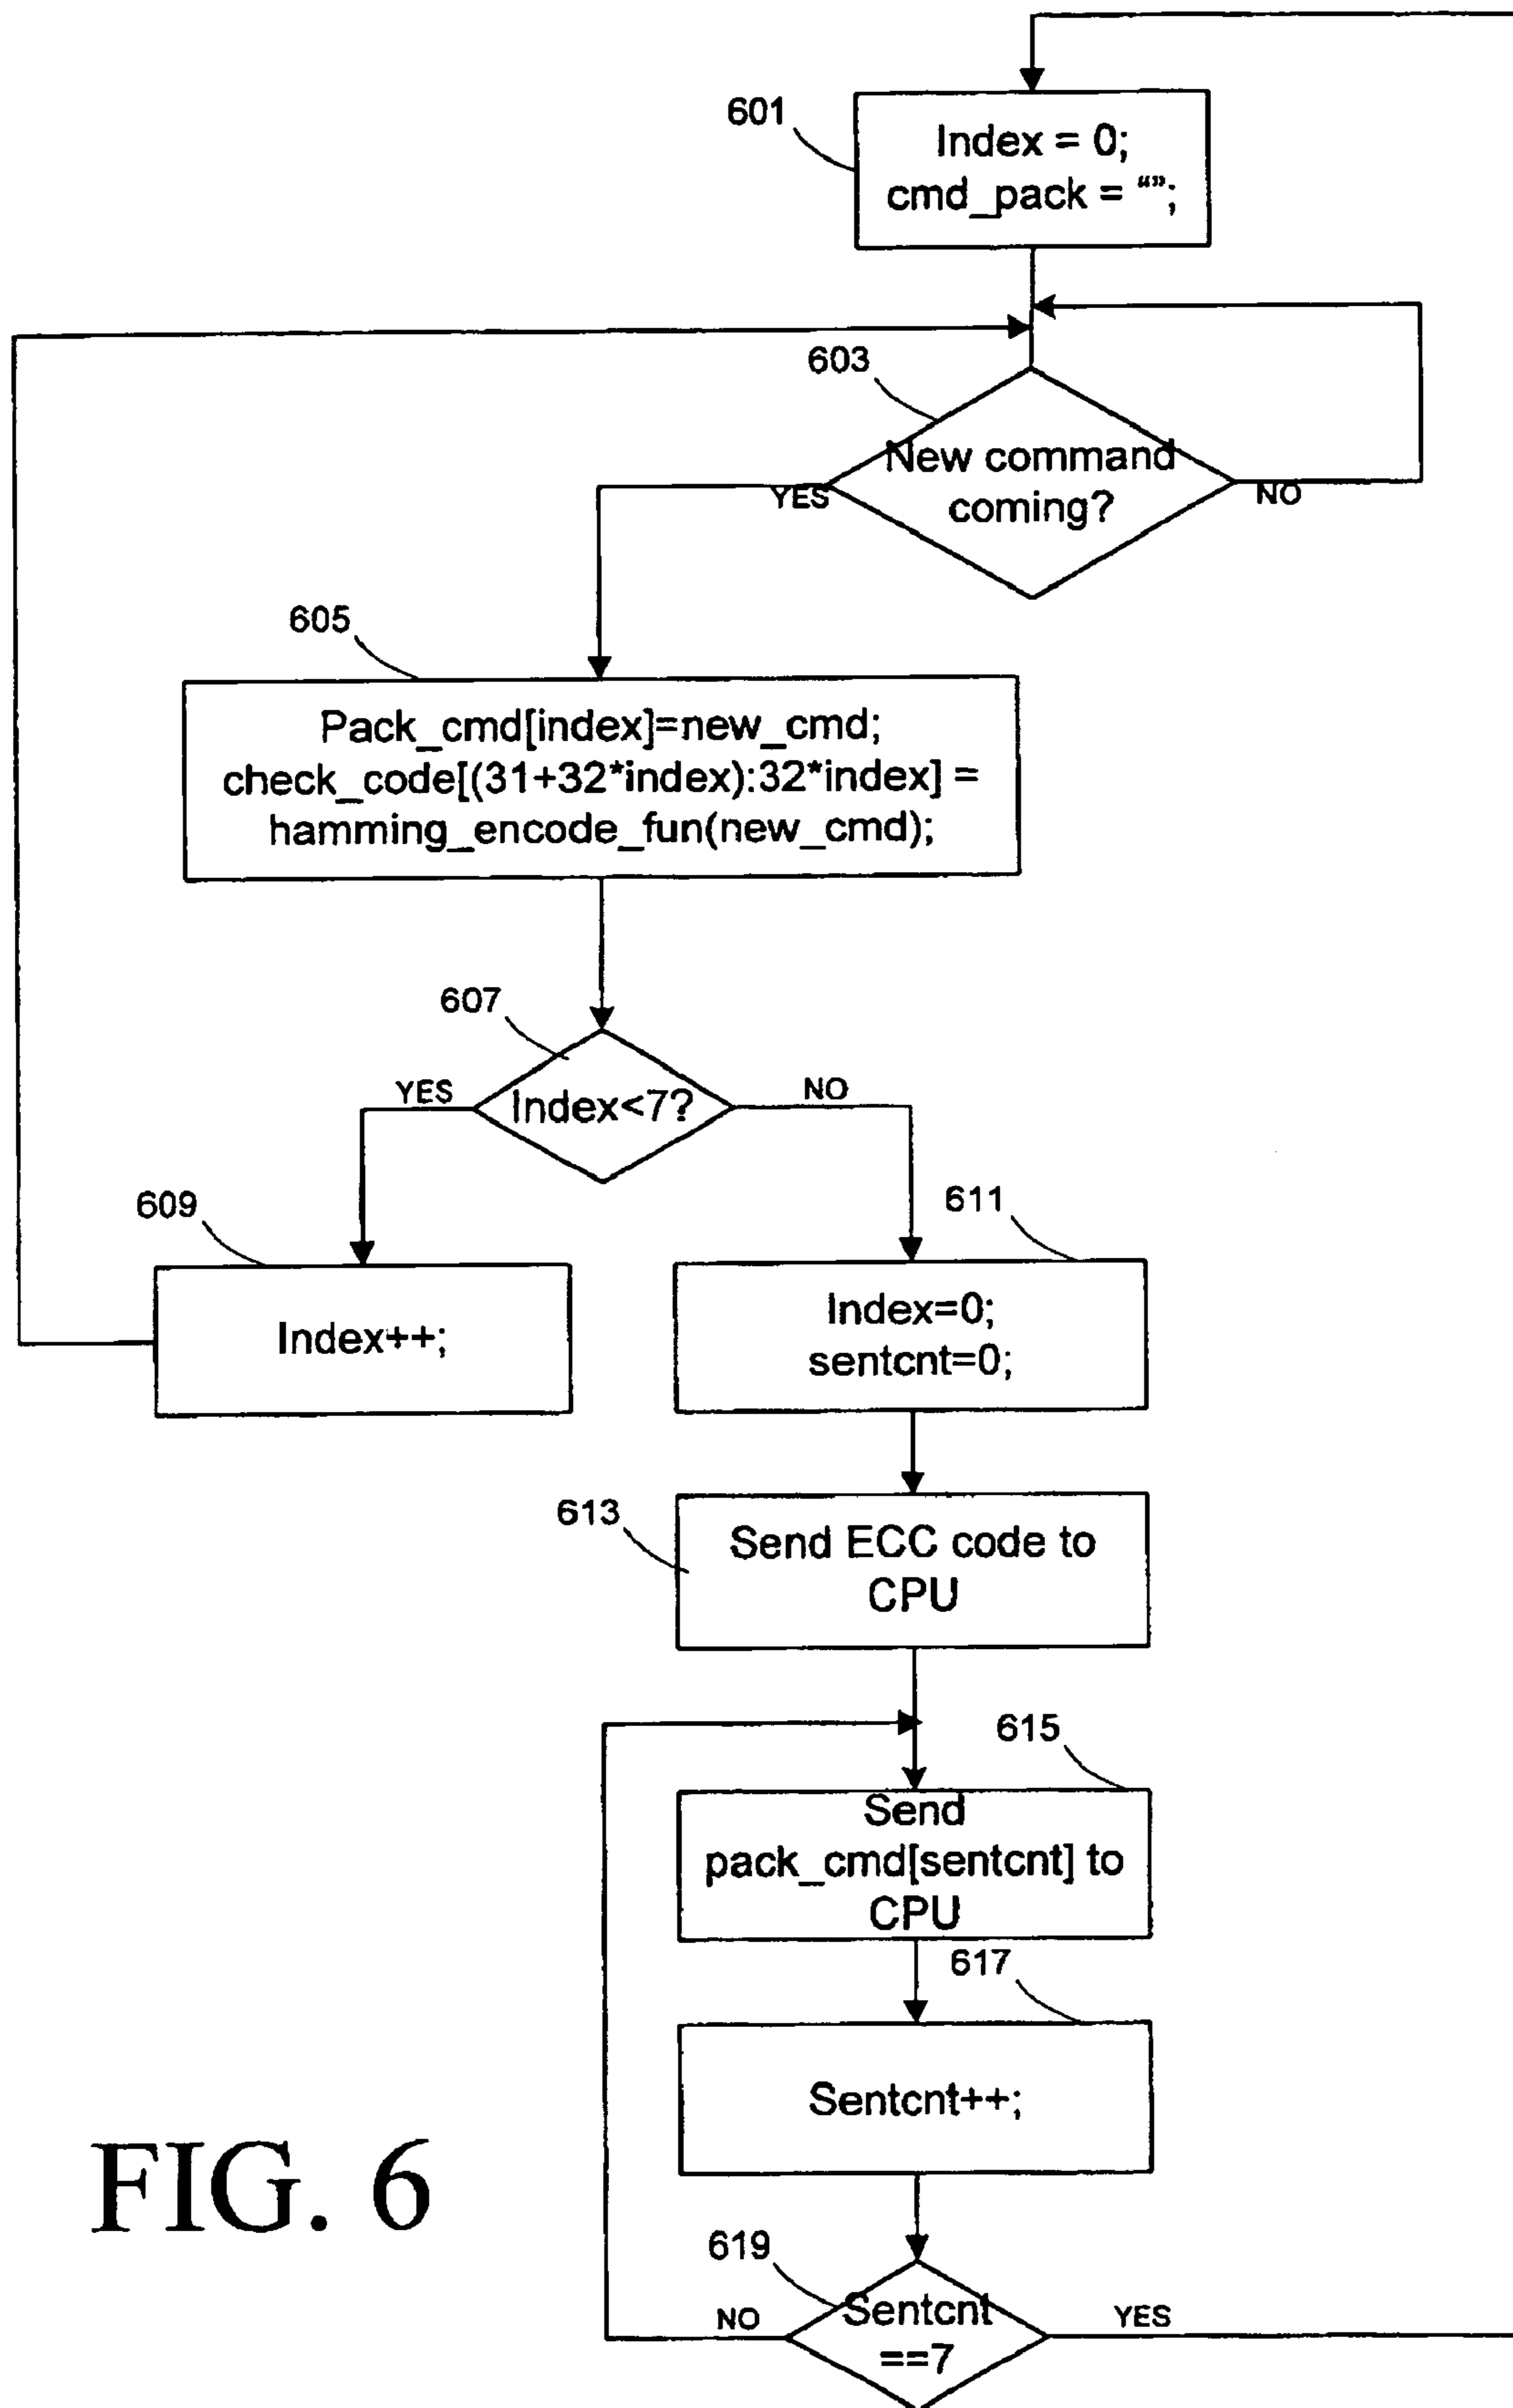 601
Index = 0;
cmd_pack = “”;
603
New command
coming?
YES
NO
605
Pack_cmd[index]=new_cmd;
check_code[(31+32*index):32*index] =
hamming_encode_fun(new_cmd);
607
Index<7?
YES
NO
609
Index++;
611
Index=0;
sentcnt=0;
613
Send ECC code to
CPU
615
Send
pack_cmd[sentcnt] to
CPU
617
Sentcnt++;
619
Sentcnt
==7
NO
YES
FIG. 6